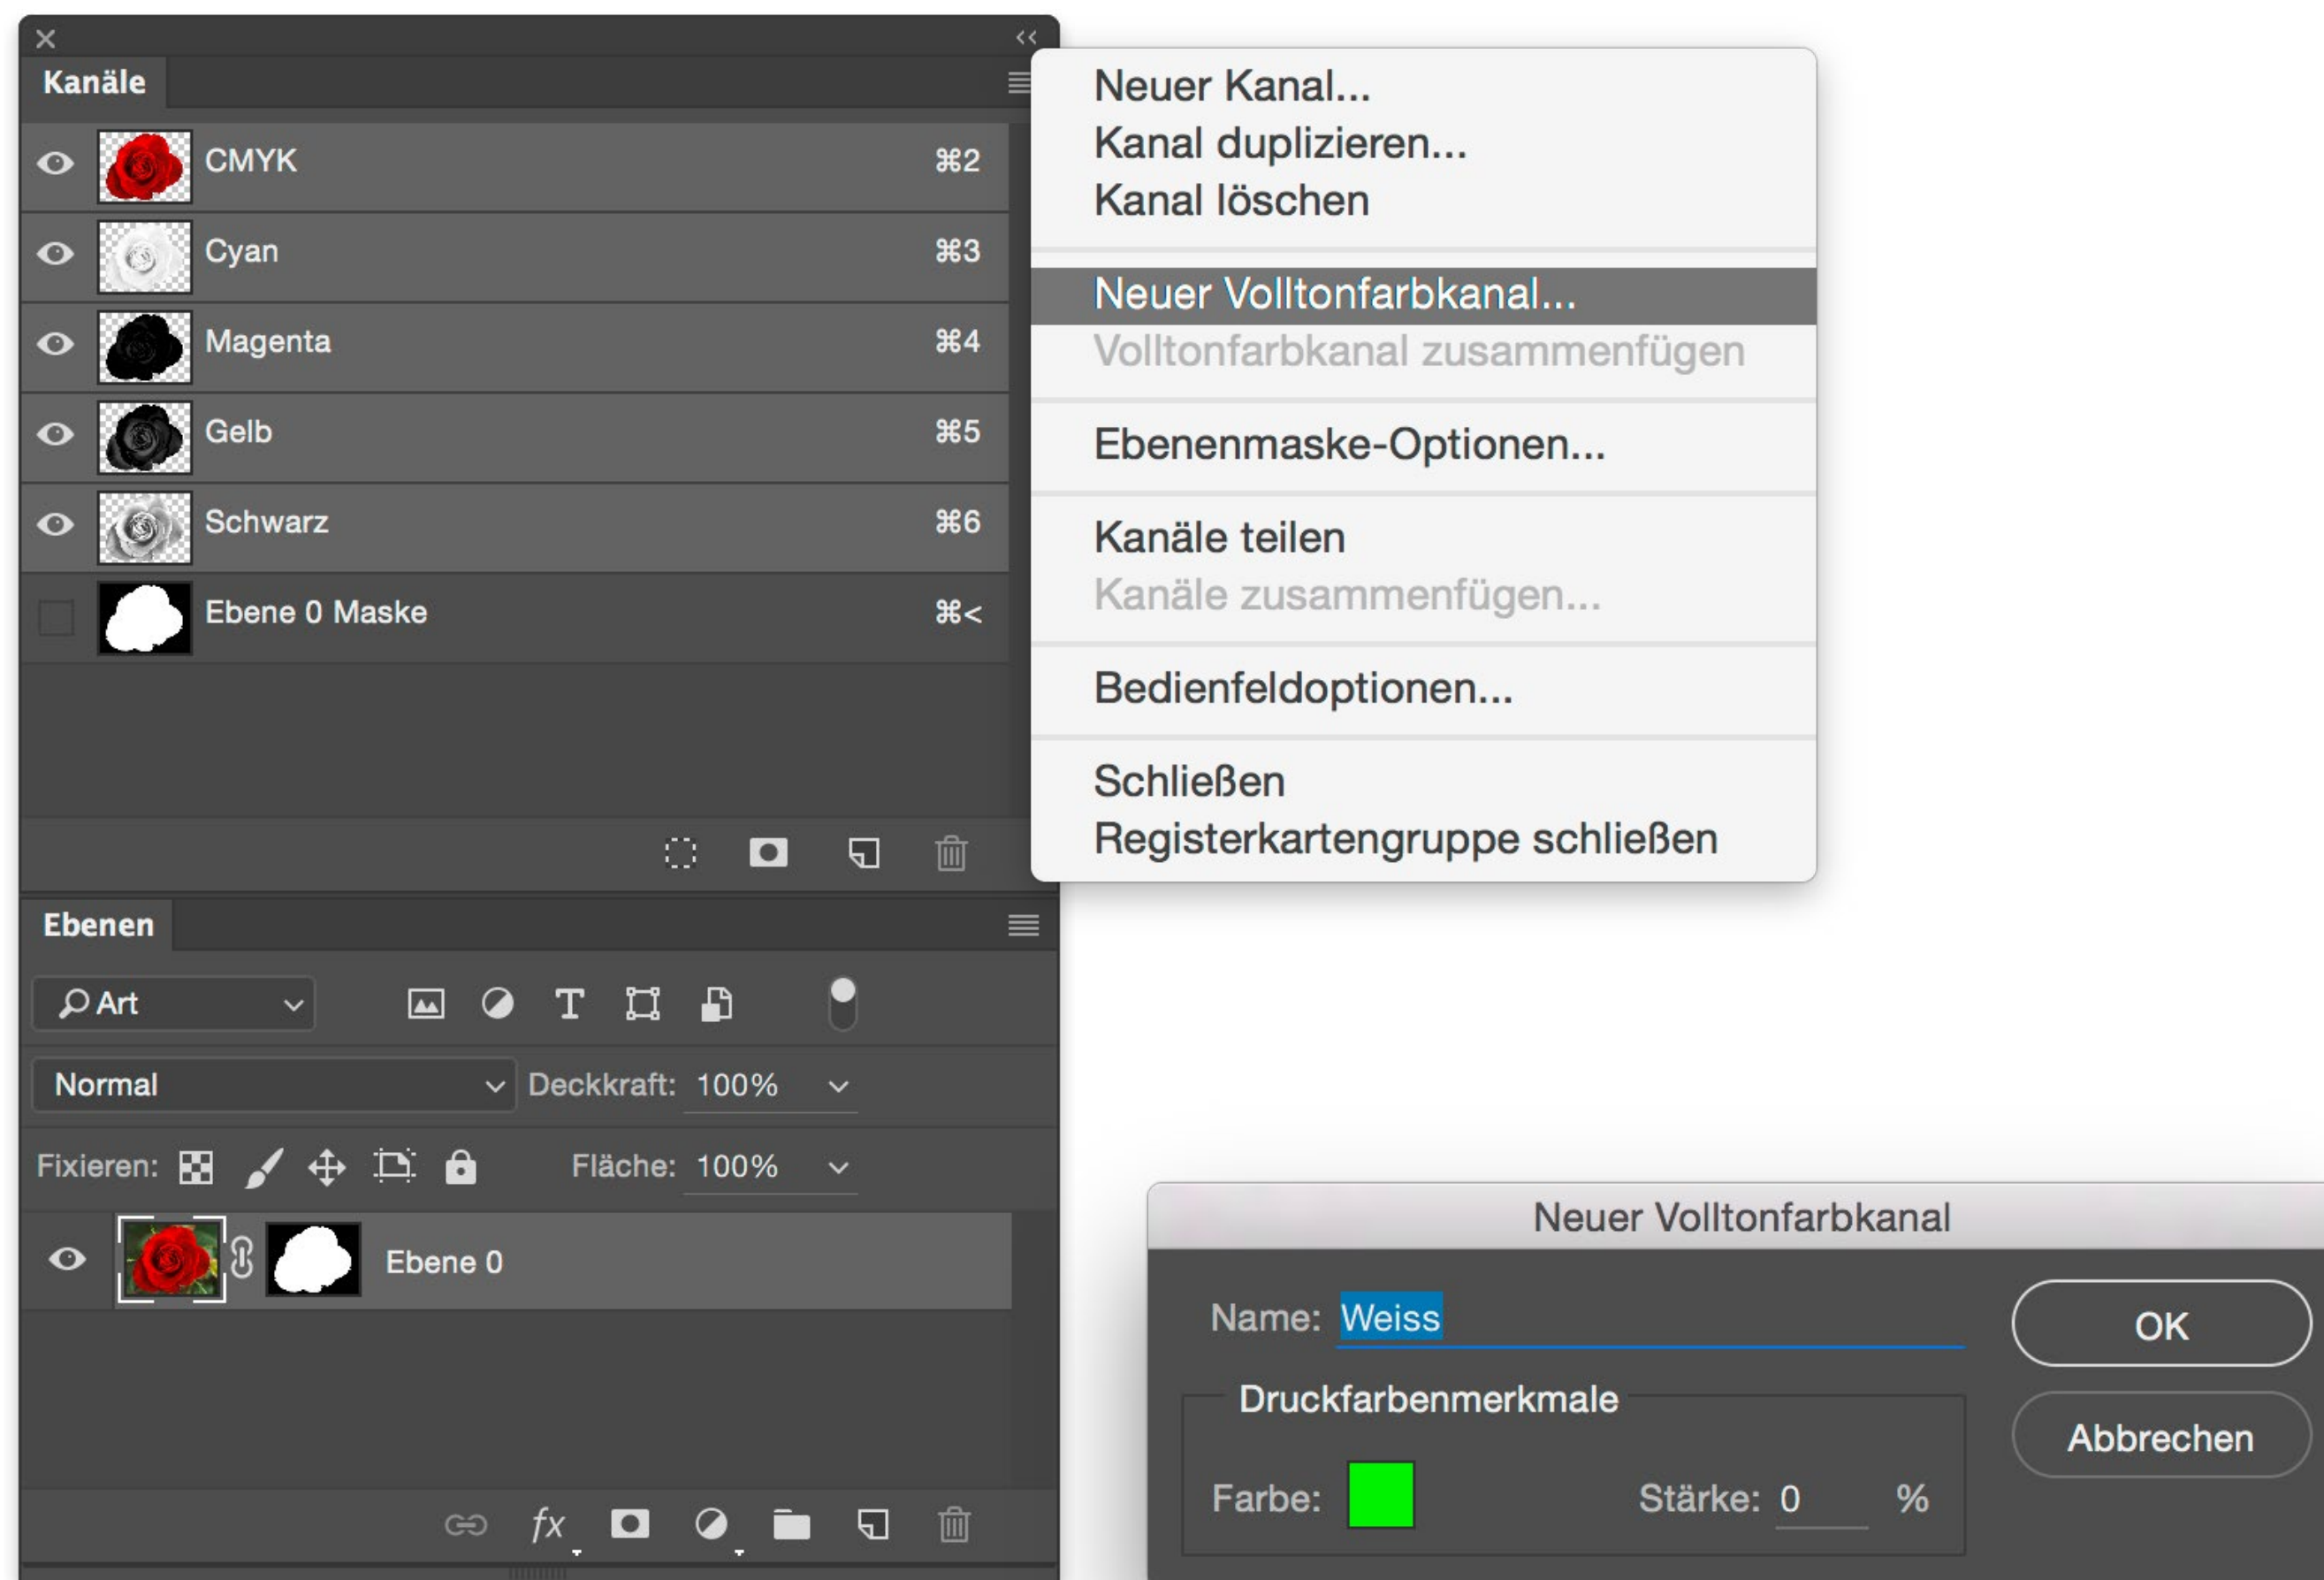 Kanäle
CMYK ⌘2
Cyan ⌘3
Magenta ⌘4
Gelb ⌘5
Schwarz ⌘6
Ebene 0 Maske ⌘<
Neuer Kanal...
Kanal duplizieren...
Kanal löschen
Neuer Volltonfarbkanal...
Volltonfarbkanal zusammenfügen
Ebenenmaske-Optionen...
Kanäle teilen
Kanäle zusammenfügen...
Bedienfeldoptionen...
Schließen
Registerkartengruppe schließen
Ebenen
Art
Normal Deckkraft: 100%
Fixieren: Fläche: 100%
Ebene 0
fx
Neuer Volltonfarbkanal
Name: Weiss
OK
Druckfarbenmerkmale
Abbrechen
Farbe: Stärke: 0 %